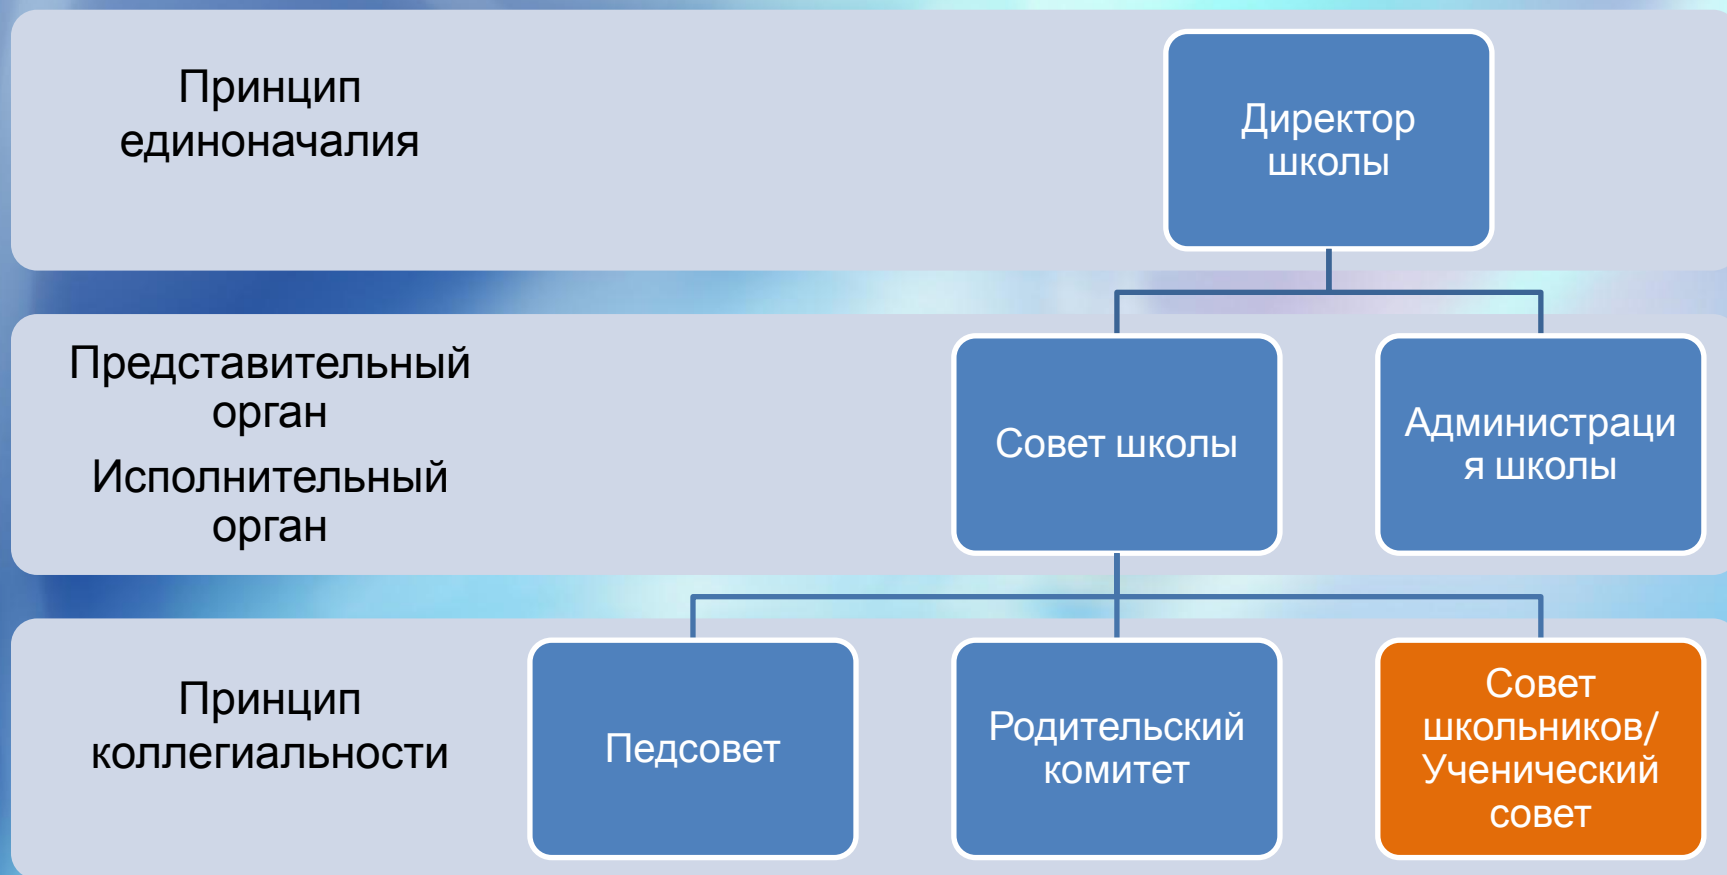 Принцип
единоначалия
Директор
школы
Представительный
орган
Исполнительный
орган
Совет школы
Администраци
я школы
Принцип
коллегиальности
Педсовет
Родительский
комитет
Совет
школьников/
Ученический
совет